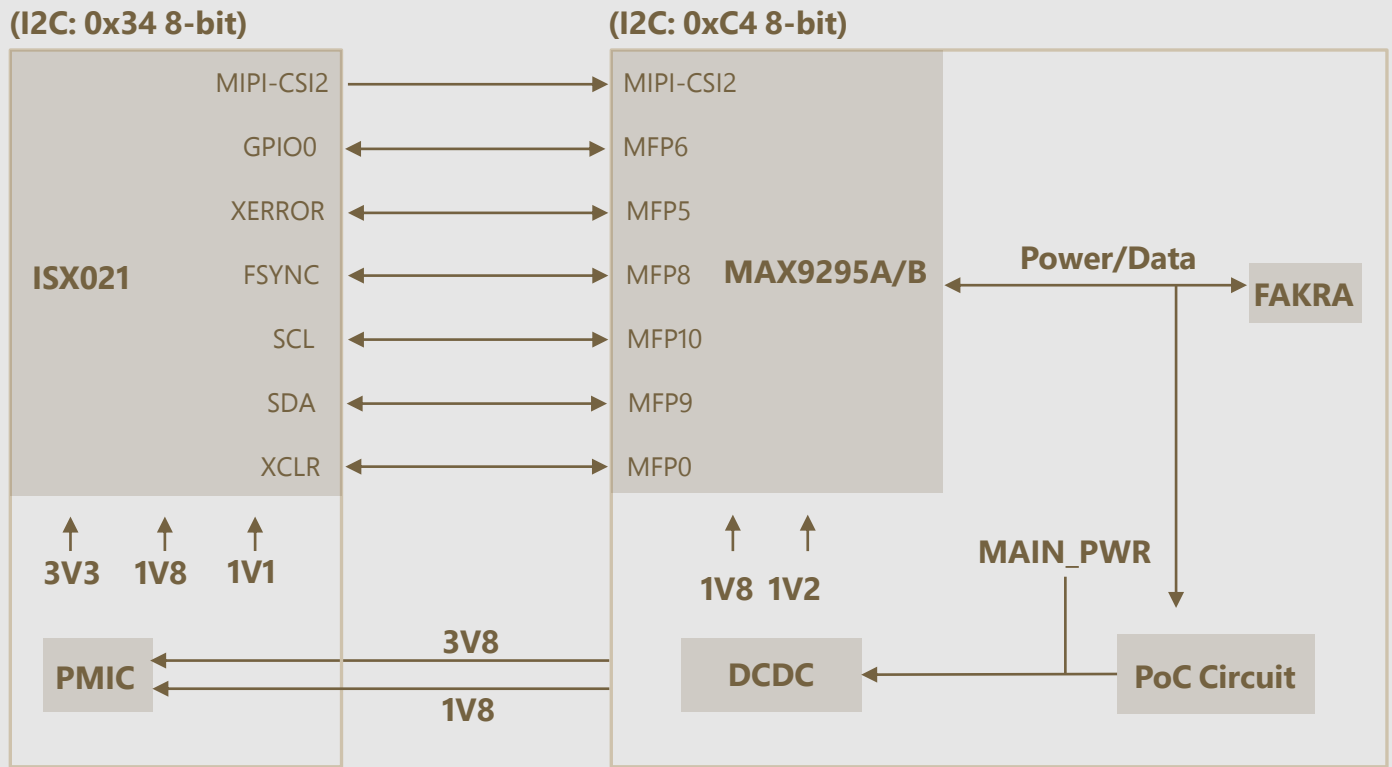 (I2C: 0x34 8-bit)
(I2C: 0xC4 8-bit)
MIPI-CSI2
MIPI-CSI2
GPIO0
MFP6
XERROR
MFP5
ISX021
FSYNC
MFP8
MAX9295A/B
Power/Data
FAKRA
SCL
MFP10
SDA
MFP9
XCLR
MFP0
3V3
1V8
1V1
1V8
1V2
MAIN_PWR
3V8
PMIC
1V8
DCDC
PoC Circuit